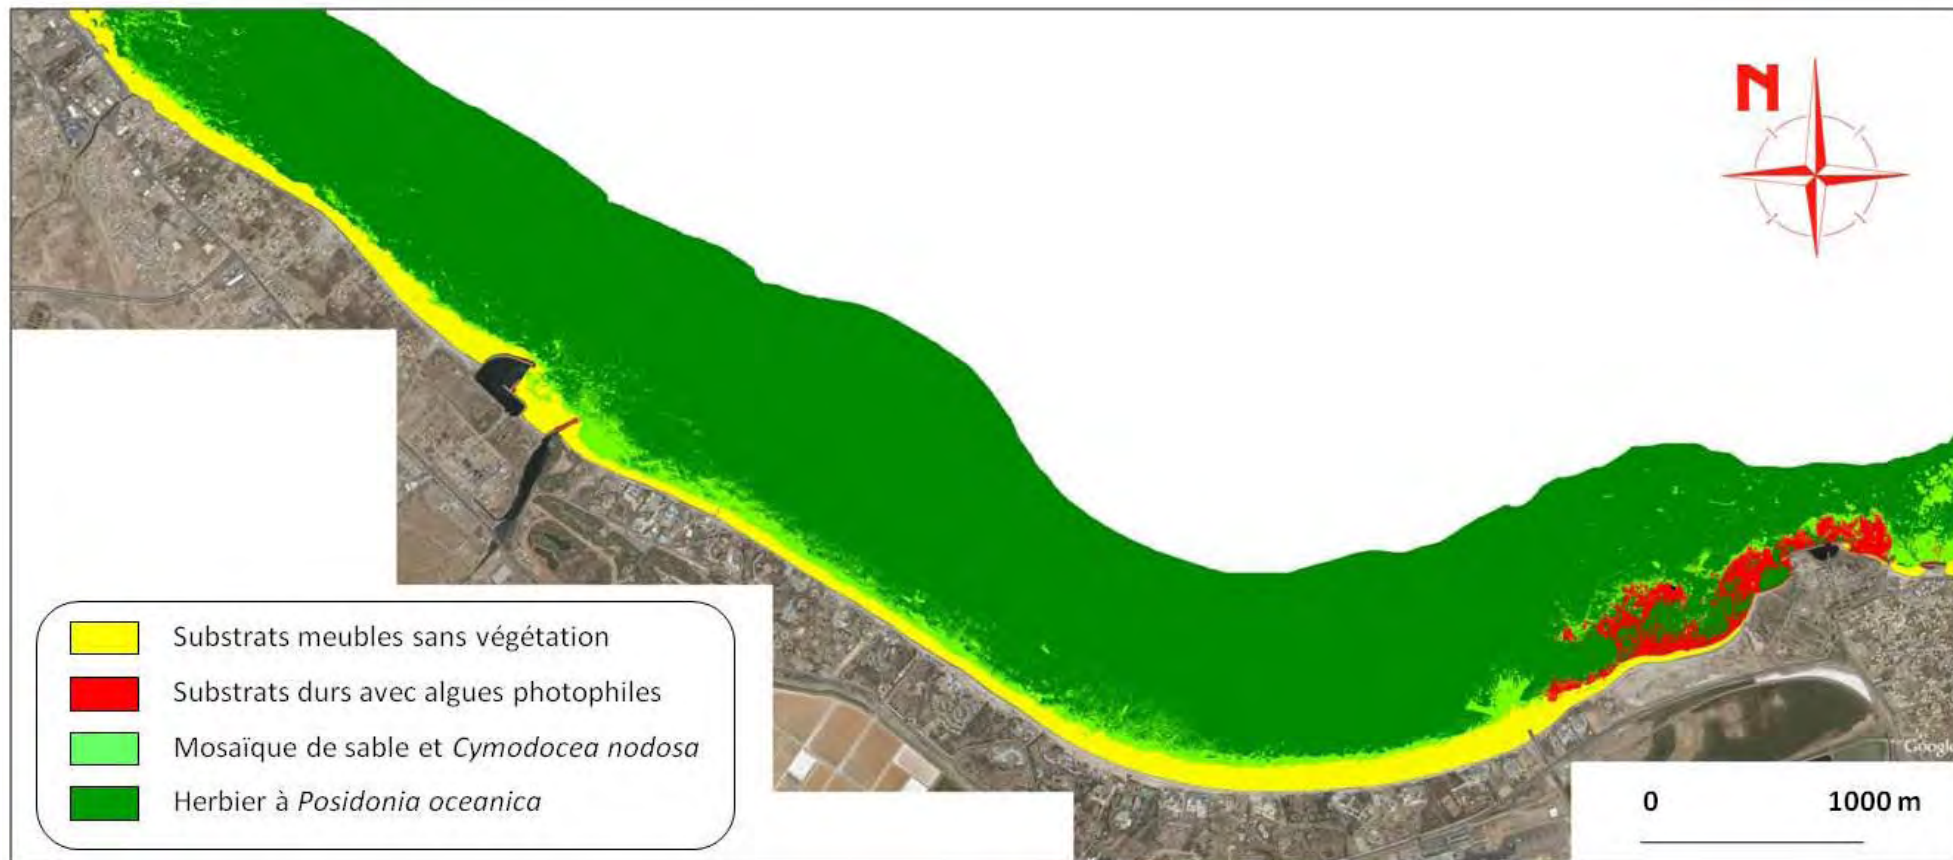 N
Substrats meubles sans végétation
Substrats durs avec algues photophiles
Mosaïque de sable et Cymodocea nodosa
Herbier à Posidonia oceanica
Google
0 1000 m